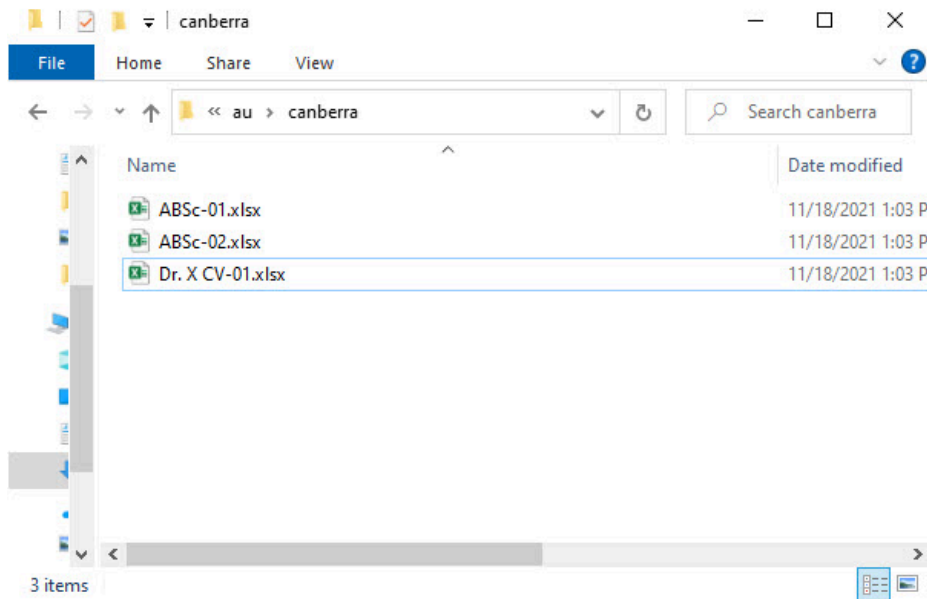 canberra
File Home Share View
« au > canberra
Search canberra
Name Date modified
ABSc-01.xlsx 11/18/2021 1:03 P
ABSc-02.xlsx 11/18/2021 1:03 P
Dr. X CV-01.xlsx 11/18/2021 1:03 P
3 items